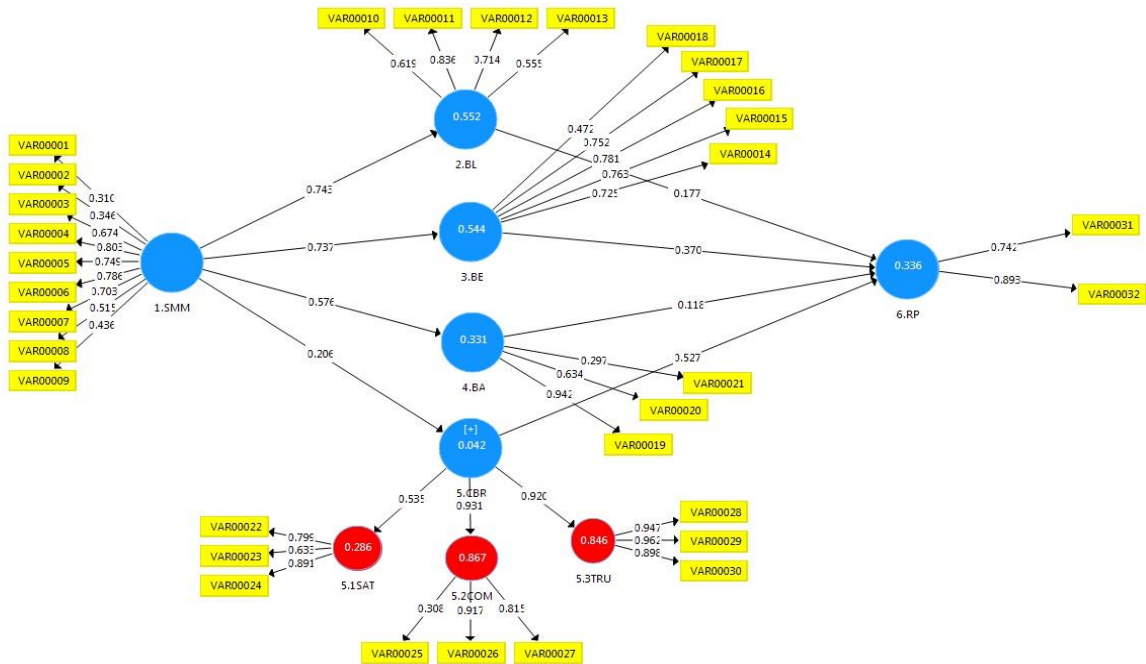 VAR00010
VAR00011
VAR00012
VAR00013
0.619
0.836
0.714
0.555
0.552
2.BL
VAR00018
VAR00017
VAR00016
VAR00015
VAR00014
0.472
0.752
0.781
0.763
0.725
0.544
3.BE
VAR00001
VAR00002
VAR00003
VAR00004
VAR00005
VAR00006
VAR00007
VAR00008
VAR00009
0.310
0.346
0.674
0.803
0.749
0.786
0.703
0.515
0.436
1.SMM
0.743
0.737
0.576
0.206
0.177
0.370
0.118
0.527
0.336
6.RP
0.742
0.893
VAR00031
VAR00032
0.331
4.BA
0.297
0.634
0.942
VAR00021
VAR00020
VAR00019
[+]
0.042
5.CBR
0.535
0.931
0.920
VAR00022
VAR00023
VAR00024
0.799
0.633
0.891
0.286
5.1SAT
0.867
5.2COM
0.308
0.917
0.815
VAR00025
VAR00026
VAR00027
0.846
5.3TRU
0.947
0.962
0.898
VAR00028
VAR00029
VAR00030